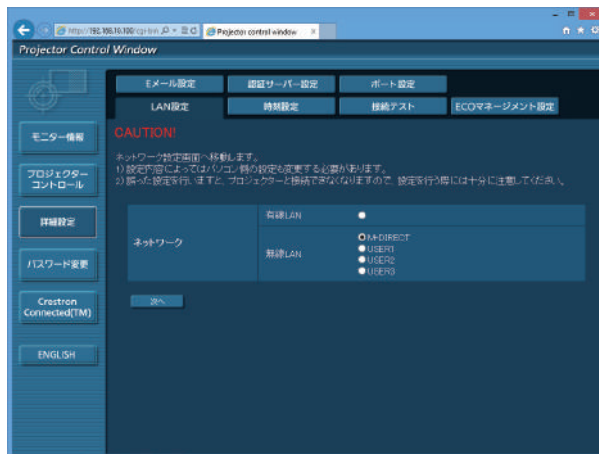 Projector control window
Projector Control Window
Eメール設定 認証サーバー設定 ポート設定
LAN設定 時刻設定 接続テスト ECOマネージメント設定
CAUTION!
ネットワーク設定画面へ移動します。
1) 設定内容によってはパソコン側の設定も変更する必要があります。
2) 誤った設定を行いますと、プロジェクターと接続できなくなりますので、設定を行う際には十分に注意してください。
モニター情報
プロジェクター
コントロール
詳細設定
パスワード変更
Crestron
Connected(TM)
ENGLISH
ネットワーク
有線LAN
無線LAN
M-DIRECT
USER1
USER2
USER3
次へ